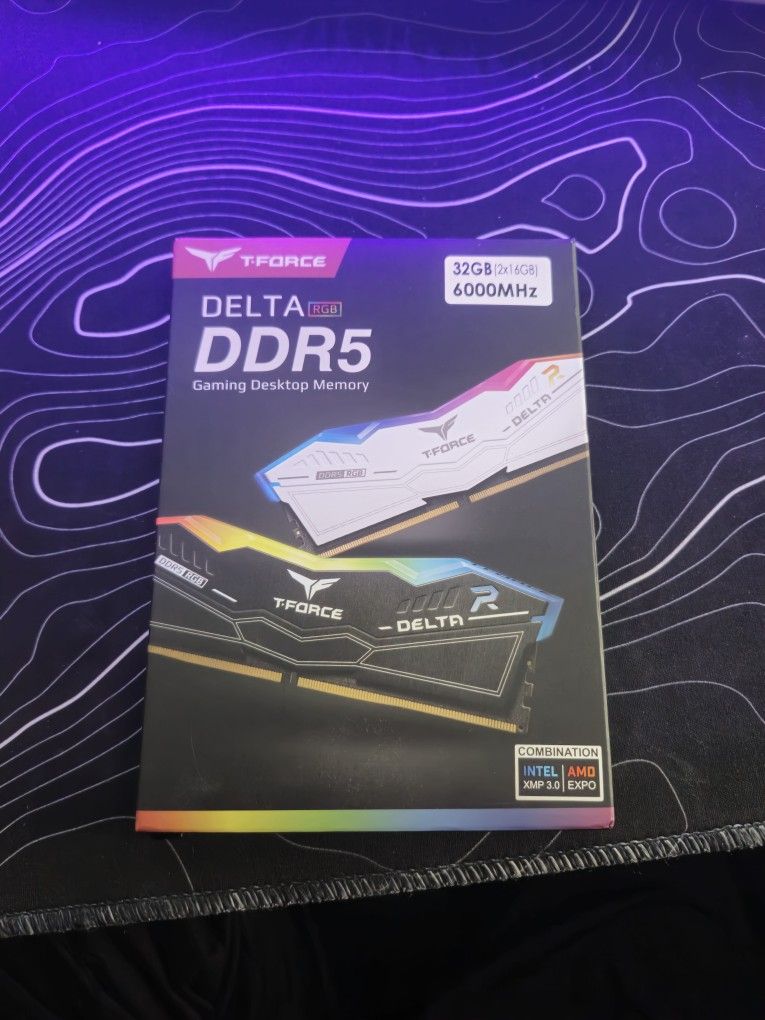 T-FORCE
32GB (2x16GB)
6000MHz
DELTA RGB
DDR5
Gaming Desktop Memory
DELTA R
T-FORCE
DDR5 RGB
DDR5 RGB
T-FORCE
DELTA R
COMBINATION
INTEL AMD
XMP 3.0 EXPO